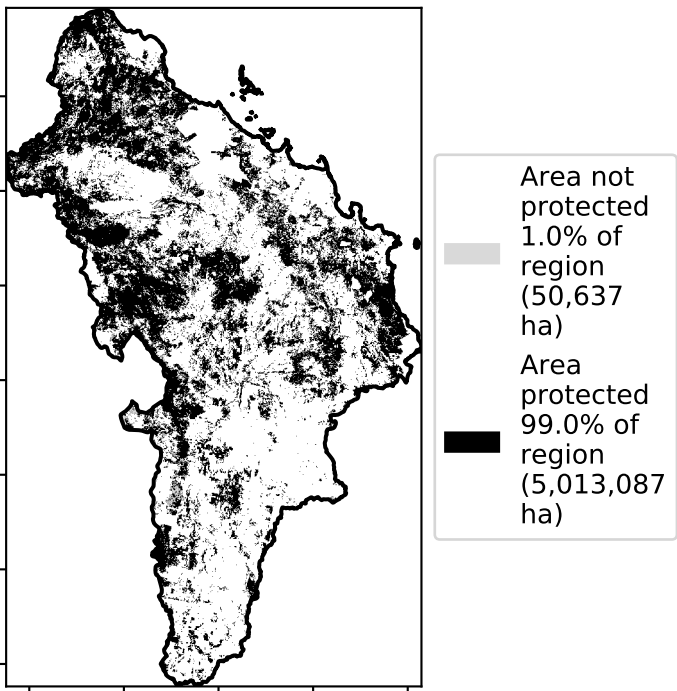 Area not
protected
1.0% of
region
(50,637
ha)
Area
protected
99.0% of
region
(5,013,087
ha)